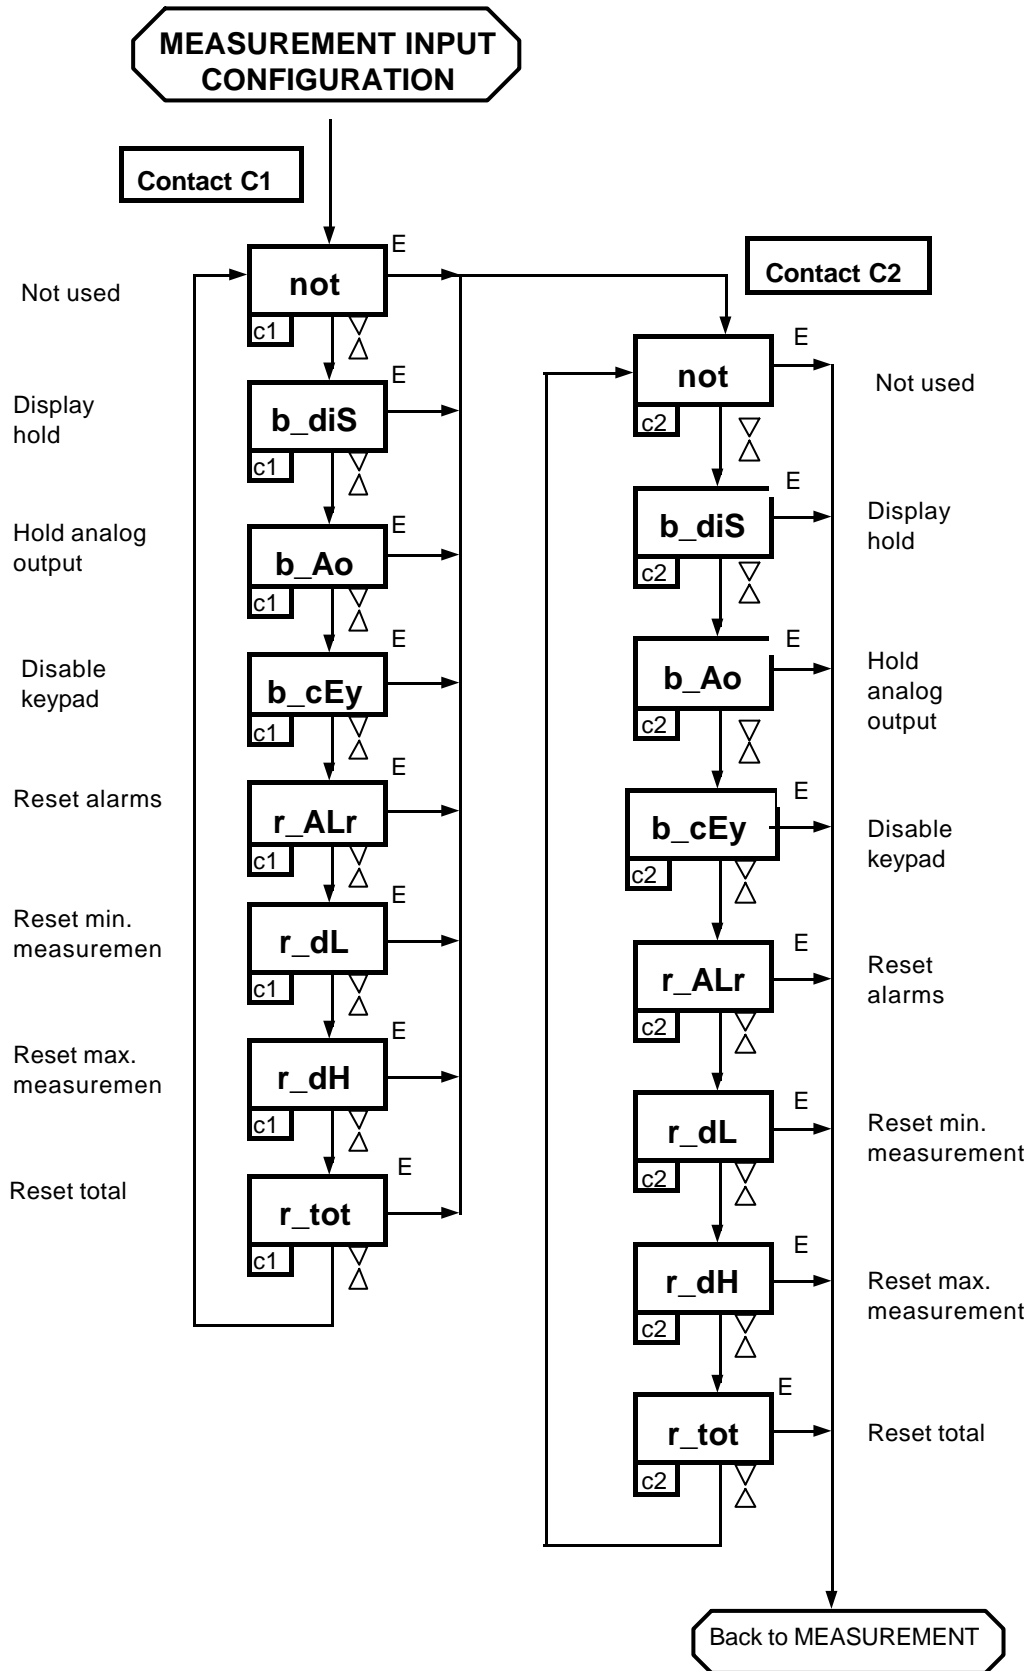 MEASUREMENT INPUT
CONFIGURATION
Contact C1
E
not
c1
Not used
E
b_diS
c1
Display
hold
E
b_Ao
c1
Hold analog
output
E
b_cEy
c1
Disable
keypad
E
r_ALr
c1
Reset alarms
E
r_dL
c1
Reset min.
measuremen
E
r_dH
c1
Reset max.
measuremen
E
r_tot
c1
Reset total
Contact C2
E
not
c2
Not used
E
b_diS
c2
Display
hold
E
b_Ao
c2
Hold
analog
output
E
b_cEy
c2
Disable
keypad
E
r_ALr
c2
Reset
alarms
E
r_dL
c2
Reset min.
measurement
E
r_dH
c2
Reset max.
measurement
E
r_tot
c2
Reset total
Back to MEASUREMENT